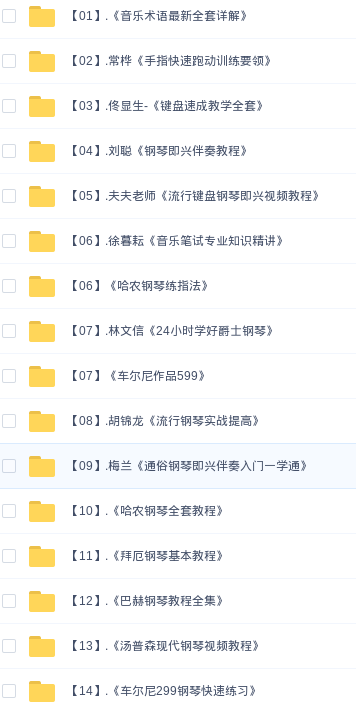 【01】.《音乐术语最新全套详解》
【02】.常桦《手指快速跑动训练要领》
【03】.佟显生-《键盘速成教学全套》
【04】.刘聪《钢琴即兴伴奏教程》
【05】.夫夫老师《流行键盘钢琴即兴视频教程》
【06】.徐暮耘《音乐笔试专业知识精讲》
【06】《哈农钢琴练指法》
【07】.林文信《24小时学好爵士钢琴》
【07】《车尔尼作品599》
【08】.胡锦龙《流行钢琴实战提高》
【09】.梅兰《通俗钢琴即兴伴奏入门一学通》
【10】.《哈农钢琴全套教程》
【11】.《拜厄钢琴基本教程》
【12】.《巴赫钢琴教程全集》
【13】.《汤普森现代钢琴视频教程》
【14】.《车尔尼299钢琴快速练习》